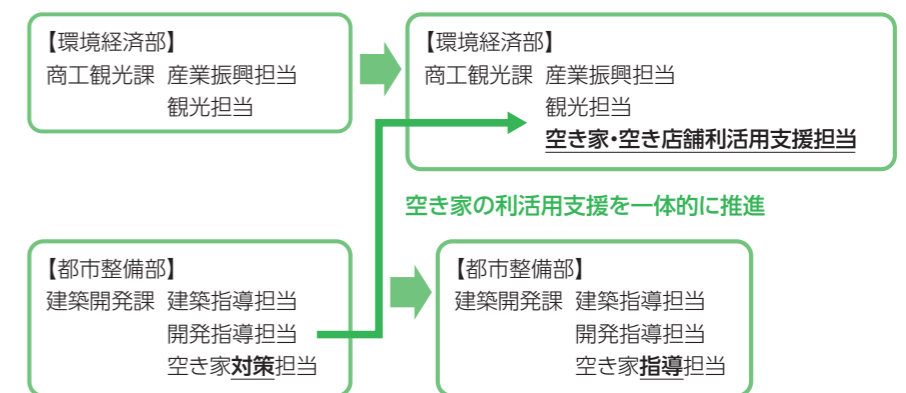 【環境経済部】
商工観光課 産業振興担当
観光担当
【環境経済部】
商工観光課 産業振興担当
観光担当
空き家・空き店舗利活用支援担当
空き家の利活用支援を一体的に推進
【都市整備部】
建築開発課 建築指導担当
開発指導担当
空き家対策担当
【都市整備部】
建築開発課 建築指導担当
開発指導担当
空き家指導担当